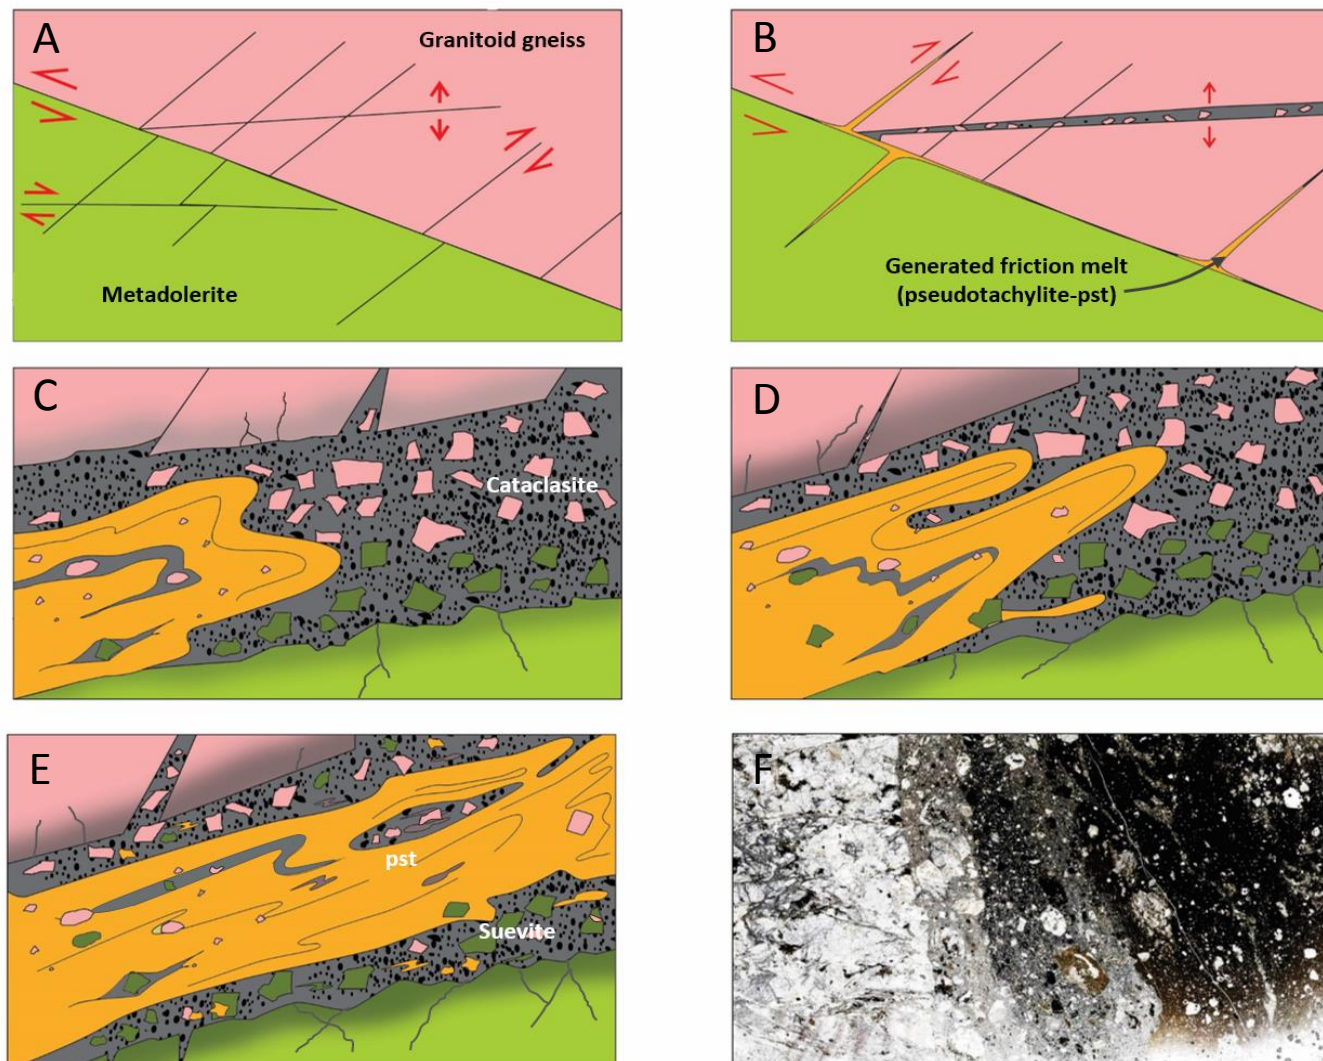 A
Granitoid gneiss
Metadolerite
B
Generated friction melt
(pseudotachylite-pst)
C
Cataclasite
D
E
pst
Suevite
F